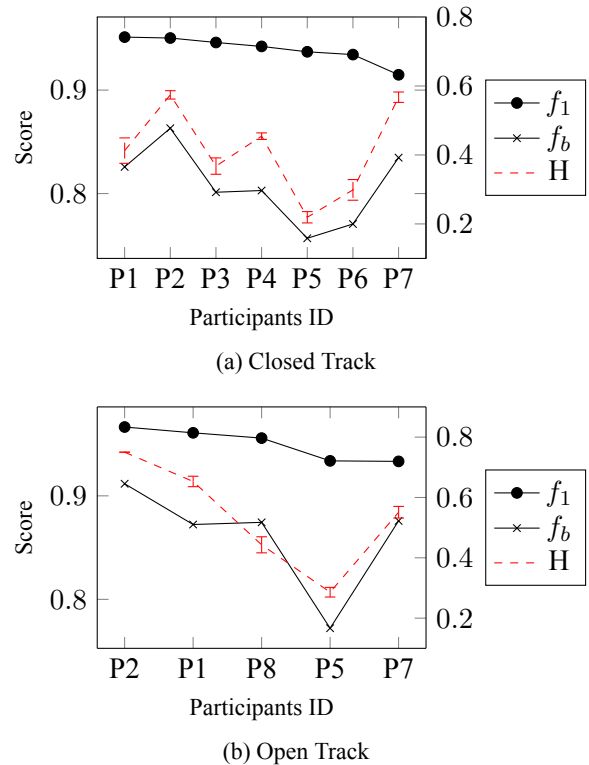 0.8
0.9
0.6
f₁
f_b
0.4
H
0.8
0.2
Score
P1 P2 P3 P4 P5 P6 P7
Participants ID
(a) Closed Track
0.8
0.9
0.6
f₁
f_b
0.4
H
0.8
0.2
Score
P2 P1 P8 P5 P7
Participants ID
(b) Open Track